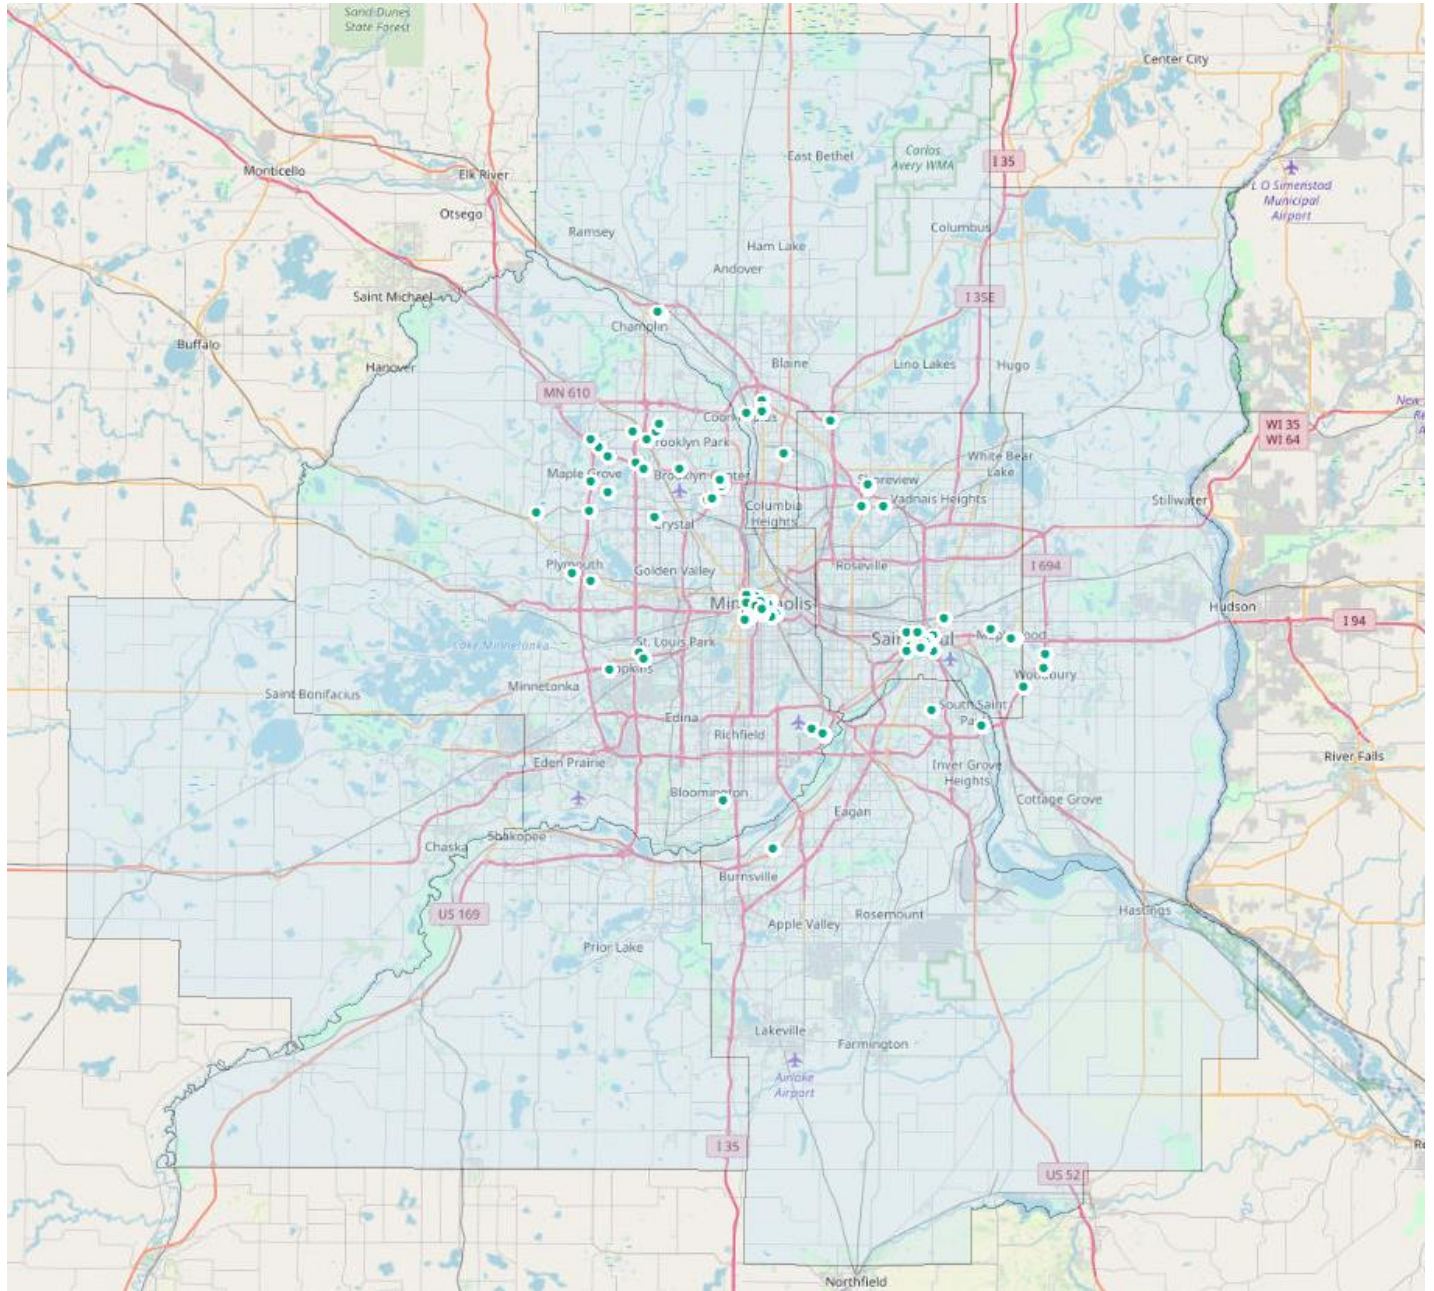 Sand Dunes
State Forest
Center City
East Bethel
Carlos
Avery WMA
I 35
Monticello
Elk River
L O Simenstad
Municipal
Airport
Otsego
Ramsey
Columbus
Ham Lake
Andover
Saint Michael
I 35E
Champlin
Buffalo
Blaine
Lino Lakes
Hugo
Hanover
MN 610
WI 35
WI 64
Maple Grove
White Bear
Lake
Vadnais Heights
Stillwater
Columbia
Heights
Plymouth
Golden Valley
Roseville
I 694
Hudson
I 94
St. Louis Park
Lake Minnetonka
Minnetonka
Saint Bonifacius
South Saint
Edina
Richfield
River Falls
Eden Prairie
Inver Grove
Heights
Bloomington
Cottage Grove
Eagan
Shakopee
Chaska
Burnsville
US 169
Hastings
Rosemount
Apple Valley
Prior Lake
Lakeville
Farmington
Airlake
Airport
I 35
US 52
Northfield